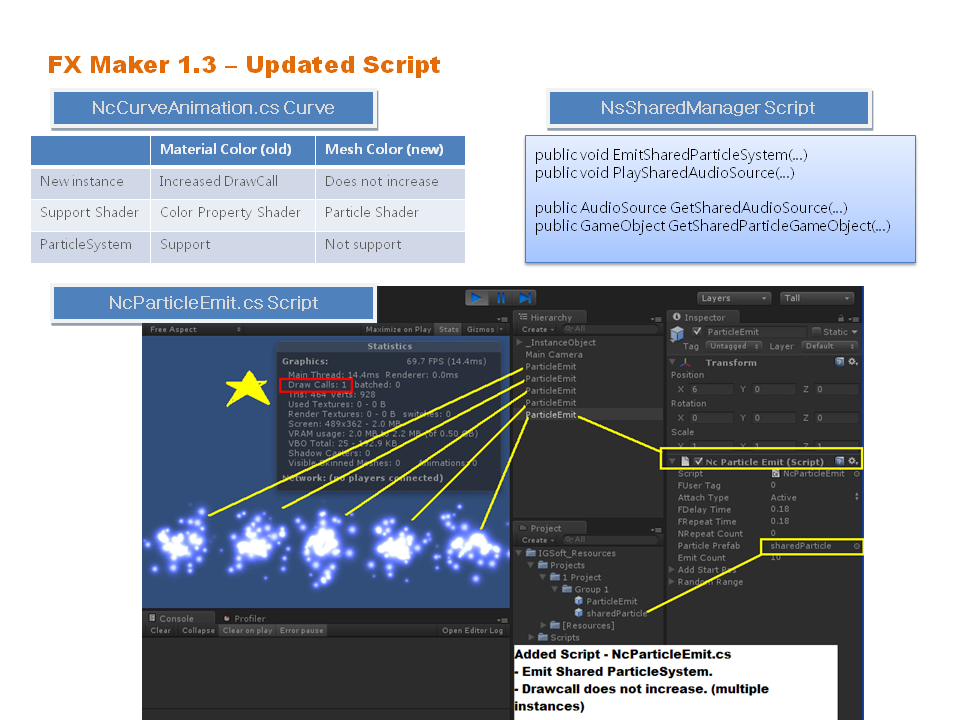 FX Maker 1.3 – Updated Script
NcCurveAnimation.cs Curve
Material Color (old) Mesh Color (new)
New instance Increased DrawCall Does not increase
Support Shader Color Property Shader Particle Shader
ParticleSystem Support Not support
NsSharedManager Script
public void EmitSharedParticleSystem(...)
public void PlaySharedAudioSource(...)
public AudioSource GetSharedAudioSource(...)
public GameObject GetSharedParticleGameObject(...)
NcParticleEmit.cs Script
Layers Tall
Free Aspect Maximize on Play Stats Gizmos
Statistics
Graphics: 69.7 FPS (14.4ms)
Main Thread: 14.4ms Renderer: 0.0ms
Draw Calls: 1 batched: 0
Tris: 464 Verts: 928
Used Textures: 0 - 0 B
Render Textures: 0 - 0 B switches: 0
Screen: 489x362 - 2.0 MB
VRAM usage: 2.0 MB to 2.2 MB (of 0.50 GB)
VBO Total: 25 - 192.9 KB
Shadow Casters: 0
Visible Skinned Meshes: 0 Animations: 0
Network: (no players connected)
Hierarchy
Create All
_InstanceObject
Main Camera
ParticleEmit
ParticleEmit
ParticleEmit
ParticleEmit
ParticleEmit
Project
Create All
IGSoft_Resources
Projects
1 Project
Group 1
ParticleEmit
sharedParticle
[Resources]
Scripts
Inspector
ParticleEmit Static
Tag Untagged Layer Default
Transform
Position
X 6 Y 0 Z 0
Rotation
X 0 Y 0 Z 0
Scale
X 1 Y 1 Z 1
Nc Particle Emit (Script)
Script NcParticleEmit
FUser Tag 0
Attach Type Active
FDelay Time 0.18
FRepeat Time 0.18
NRepeat Count 0
Particle Prefab sharedParticle
Emit Count 10
Add Start Pos
Random Range
Console Profiler
Clear Collapse Clear on play Error pause Open Editor Log
Added Script - NcParticleEmit.cs
- Emit Shared ParticleSystem.
- Drawcall does not increase. (multiple
instances)